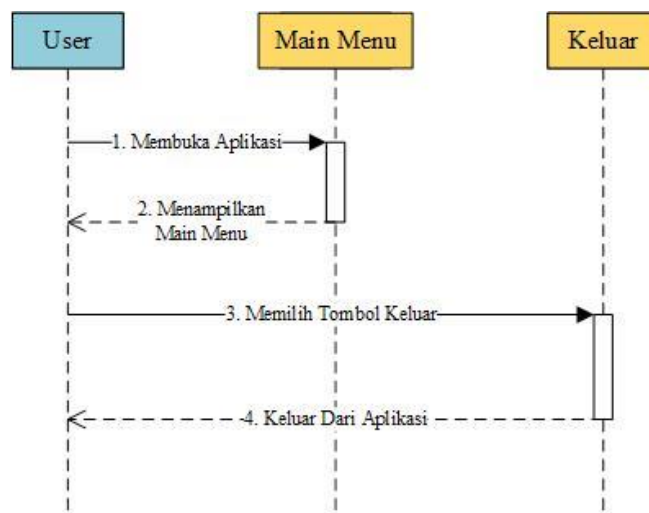 User
Main Menu
Keluar
1. Membuka Aplikasi
2. Menampilkan
Main Menu
3. Memilih Tombol Keluar
4. Keluar Dari Aplikasi